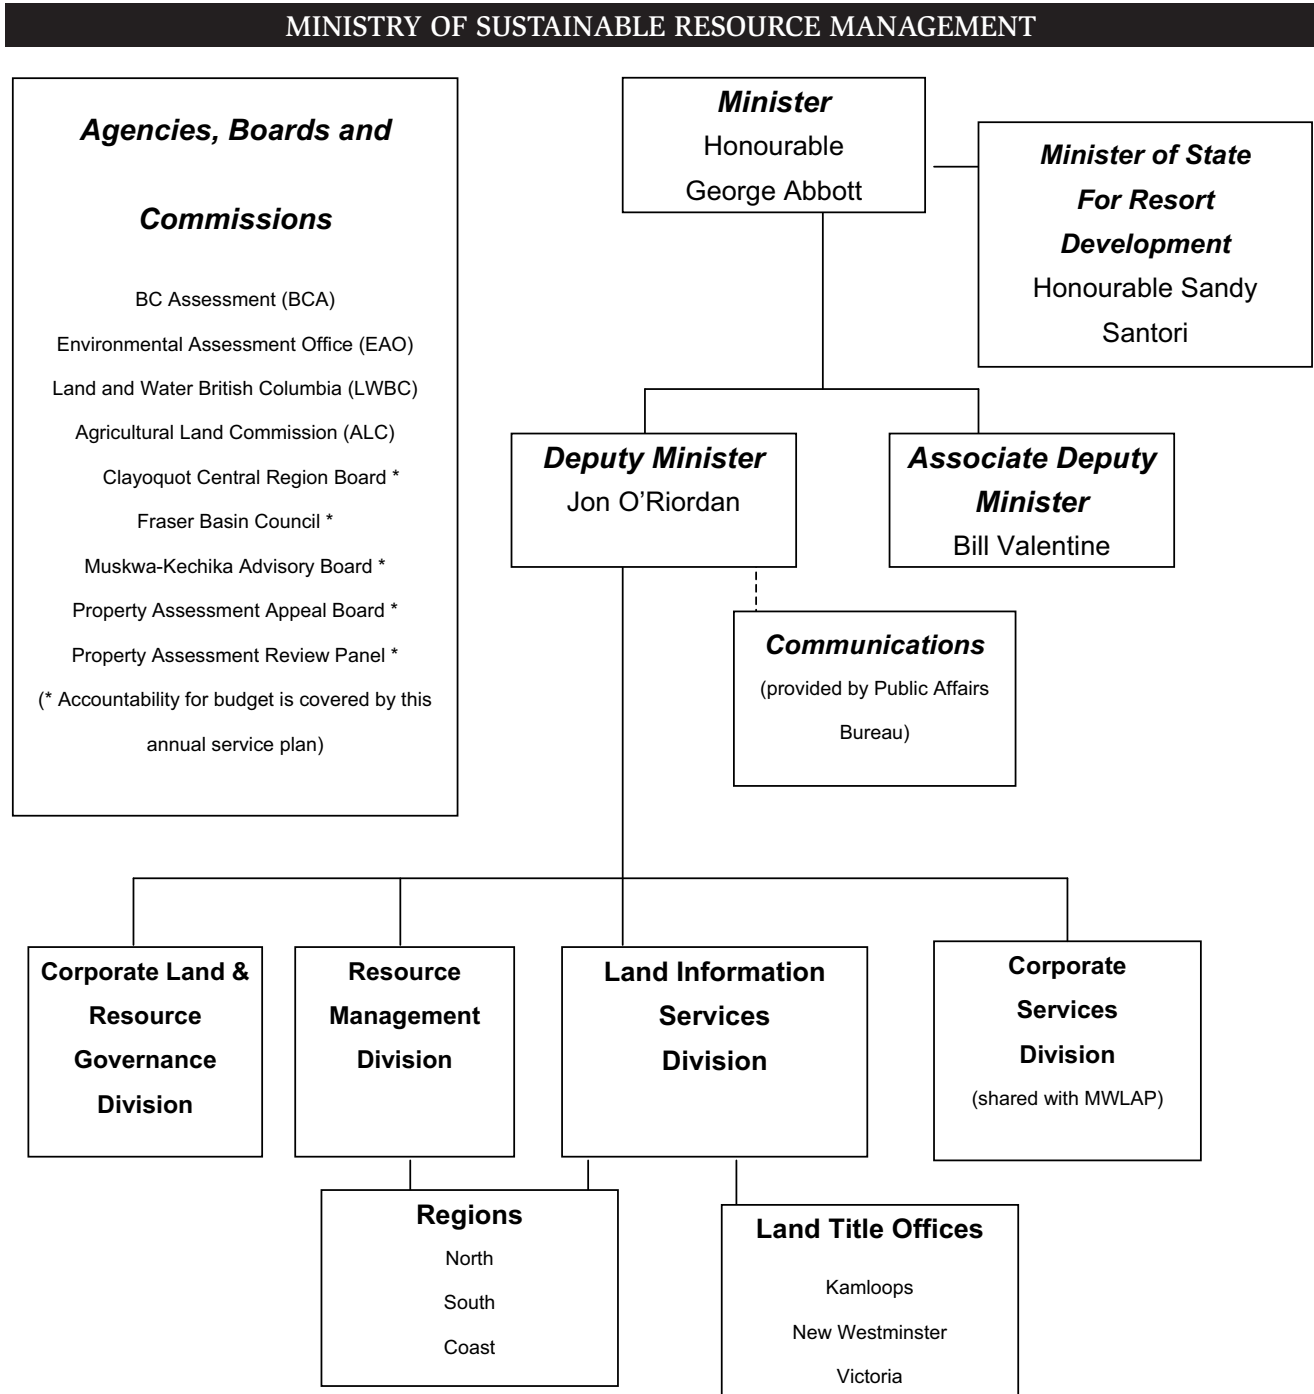 MINISTRY OF SUSTAINABLE RESOURCE MANAGEMENT
Agencies, Boards and
Commissions
BC Assessment (BCA)
Environmental Assessment Office (EAO)
Land and Water British Columbia (LWBC)
Agricultural Land Commission (ALC)
Clayoquot Central Region Board *
Fraser Basin Council *
Muskwa-Kechika Advisory Board *
Property Assessment Appeal Board *
Property Assessment Review Panel *
(* Accountability for budget is covered by this
annual service plan)
Minister
Honourable
George Abbott
Minister of State
For Resort
Development
Honourable Sandy
Santori
Deputy Minister
Jon O’Riordan
Associate Deputy
Minister
Bill Valentine
Communications
(provided by Public Affairs
Bureau)
Corporate Land &
Resource
Governance
Division
Resource
Management
Division
Land Information
Services
Division
Corporate
Services
Division
(shared with MWLAP)
Regions
North
South
Coast
Land Title Offices
Kamloops
New Westminster
Victoria